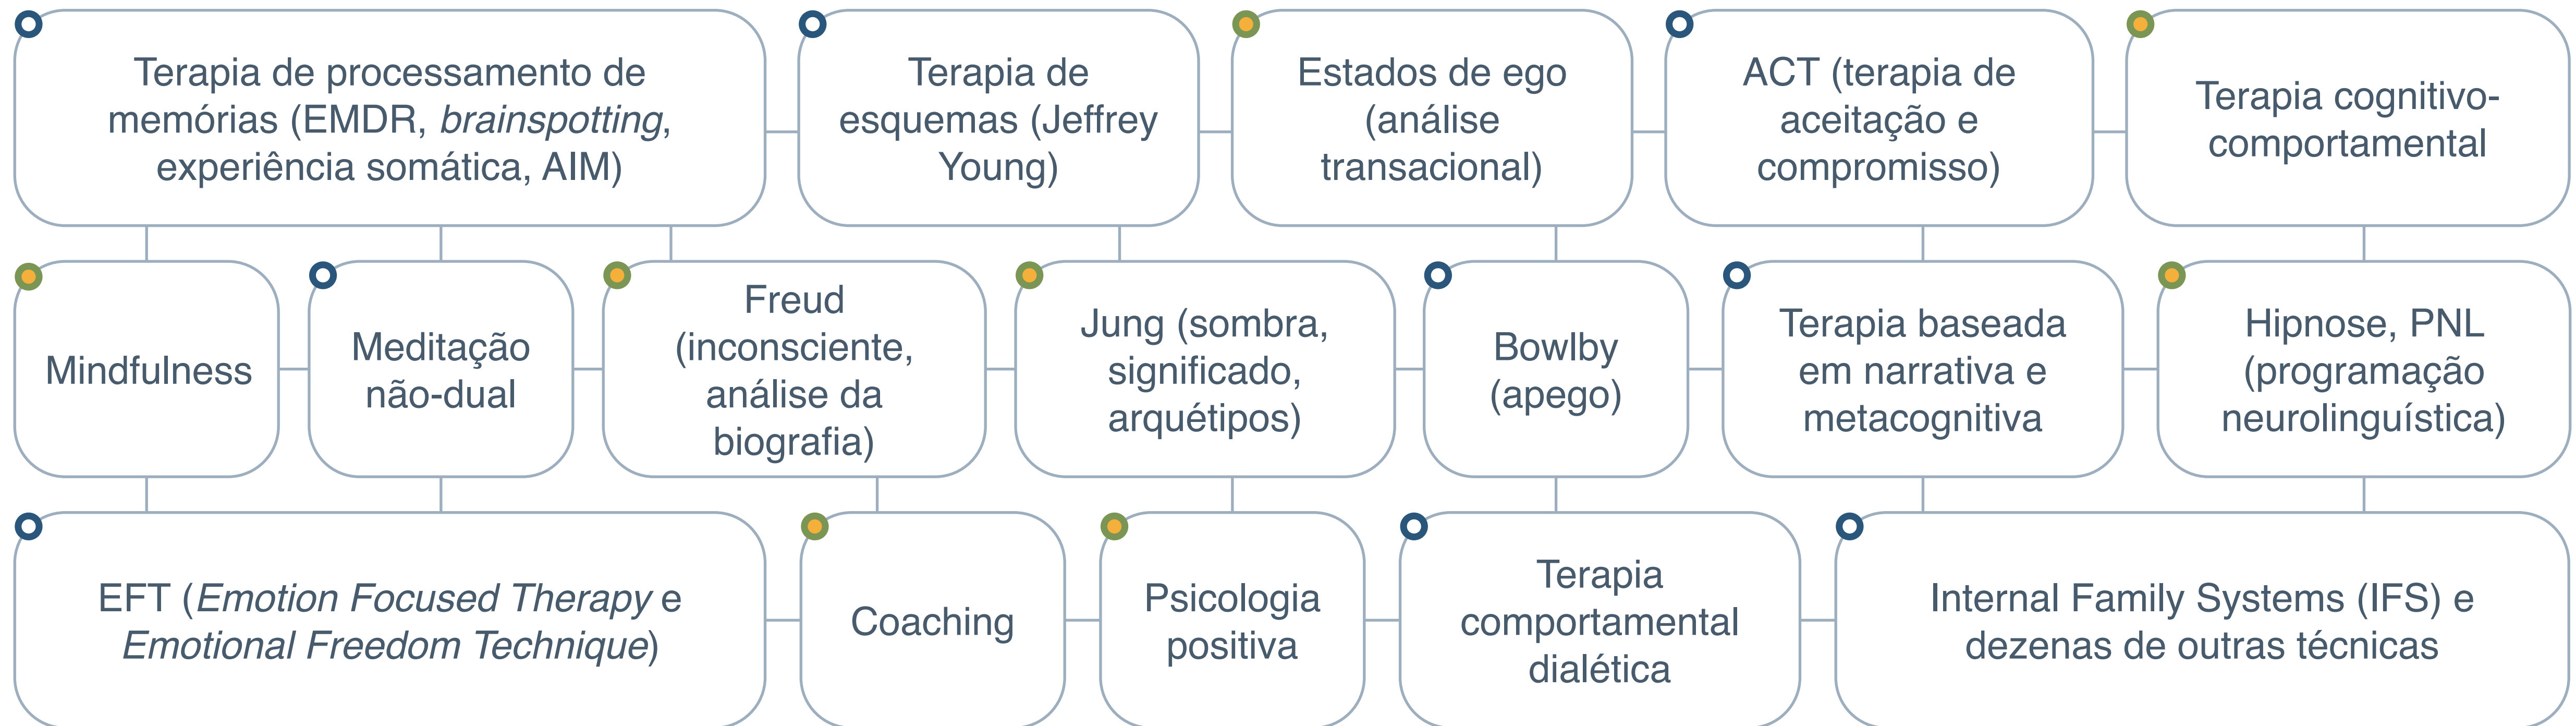 Terapia de processamento de
memórias (EMDR, brainspotting,
experiência somática, AIM)
Terapia de
esquemas (Jeffrey
Young)
Estados de ego
(análise
transacional)
ACT (terapia de
aceitação e
compromisso)
Terapia cognitivo-
comportamental
Mindfulness
Meditação
não-dual
Freud
(inconsciente,
análise da
biografia)
Jung (sombra,
significado,
arquétipos)
Bowlby
(apego)
Terapia baseada
em narrativa e
metacognitiva
Hipnose, PNL
(programação
neurolinguística)
EFT (Emotion Focused Therapy e
Emotional Freedom Technique)
Coaching
Psicologia
positiva
Terapia
comportamental
dialética
Internal Family Systems (IFS) e
dezenas de outras técnicas